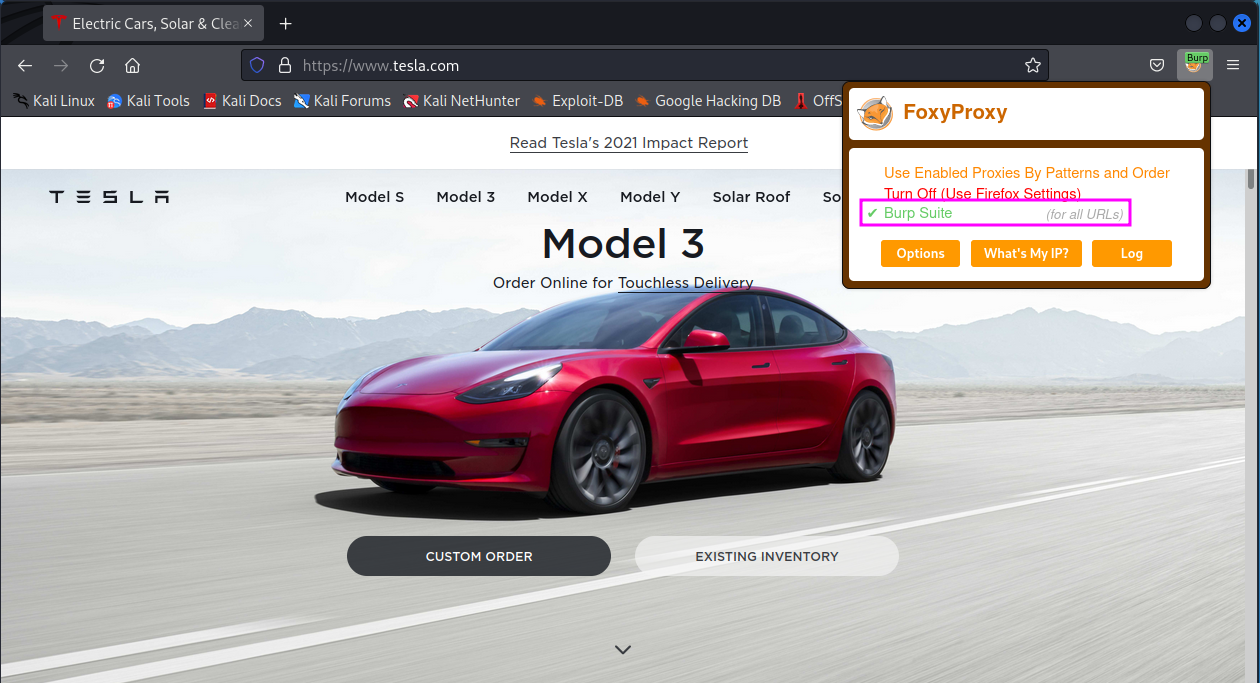 Electric Cars, Solar & Clea
https://www.tesla.com
Burp
Kali Linux Kali Tools Kali Docs Kali Forums Kali NetHunter Exploit-DB Google Hacking DB OffS
FoxyProxy
Use Enabled Proxies By Patterns and Order
Turn Off (Use Firefox Settings)
✔ Burp Suite (for all URLs)
Options What's My IP? Log
Read Tesla's 2021 Impact Report
TESLA Model S Model 3 Model X Model Y Solar Roof So
Model 3
Order Online for Touchless Delivery
CUSTOM ORDER EXISTING INVENTORY